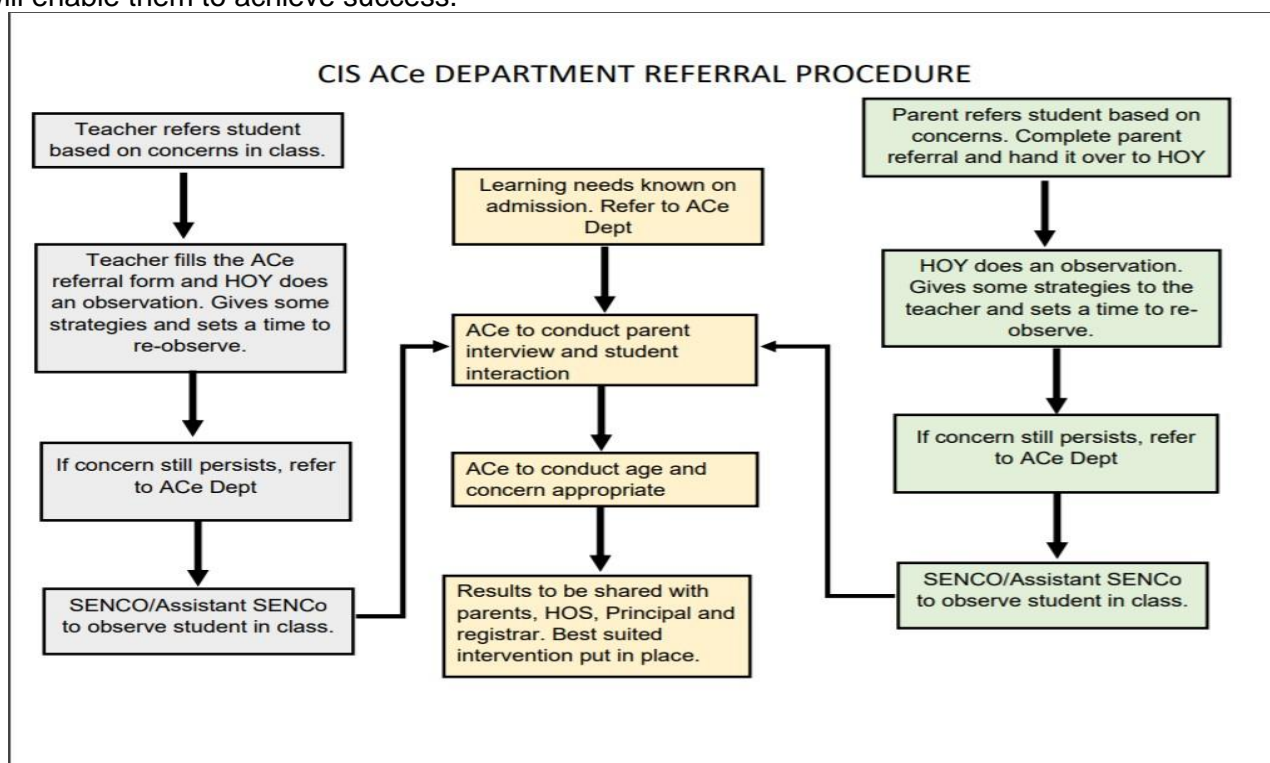 will enable them to achieve success.
CIS ACe DEPARTMENT REFERRAL PROCEDURE
Teacher refers student
based on concerns in class.
Teacher fills the ACe
referral form and HOY does
an observation. Gives some
strategies and sets a time to
re-observe.
If concern still persists, refer
to ACe Dept
SENCO/Assistant SENCo
to observe student in class.
Learning needs known on
admission. Refer to ACe
Dept
ACe to conduct parent
interview and student
interaction
ACe to conduct age and
concern appropriate
Results to be shared with
parents, HOS, Principal and
registrar. Best suited
intervention put in place.
Parent refers student based on
concerns. Complete parent
referral and hand it over to HOY
HOY does an observation.
Gives some strategies to the
teacher and sets a time to re-
observe.
If concern still persists, refer
to ACe Dept
SENCO/Assistant SENCo
to observe student in class.